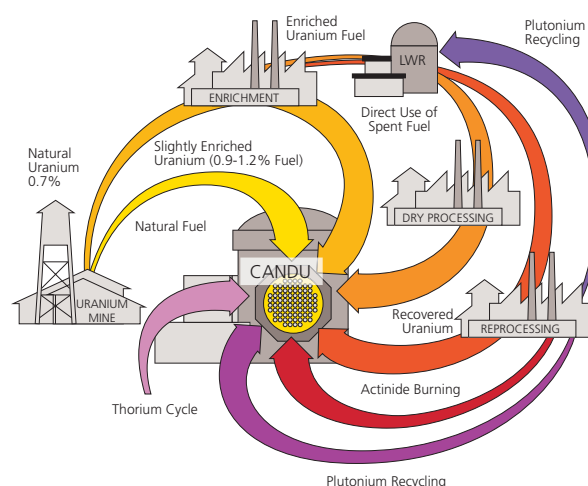 Enriched
Uranium Fuel
Plutonium
Recycling
LWR
ENRICHMENT
Direct Use of
Spent Fuel
Slightly Enriched
Uranium (0.9-1.2% Fuel)
Natural
Uranium
0.7%
Natural Fuel
DRY PROCESSING
CANDU
URANIUM
MINE
Recovered
Uranium
REPROCESSING
Actinide Burning
Thorium Cycle
Plutonium Recycling